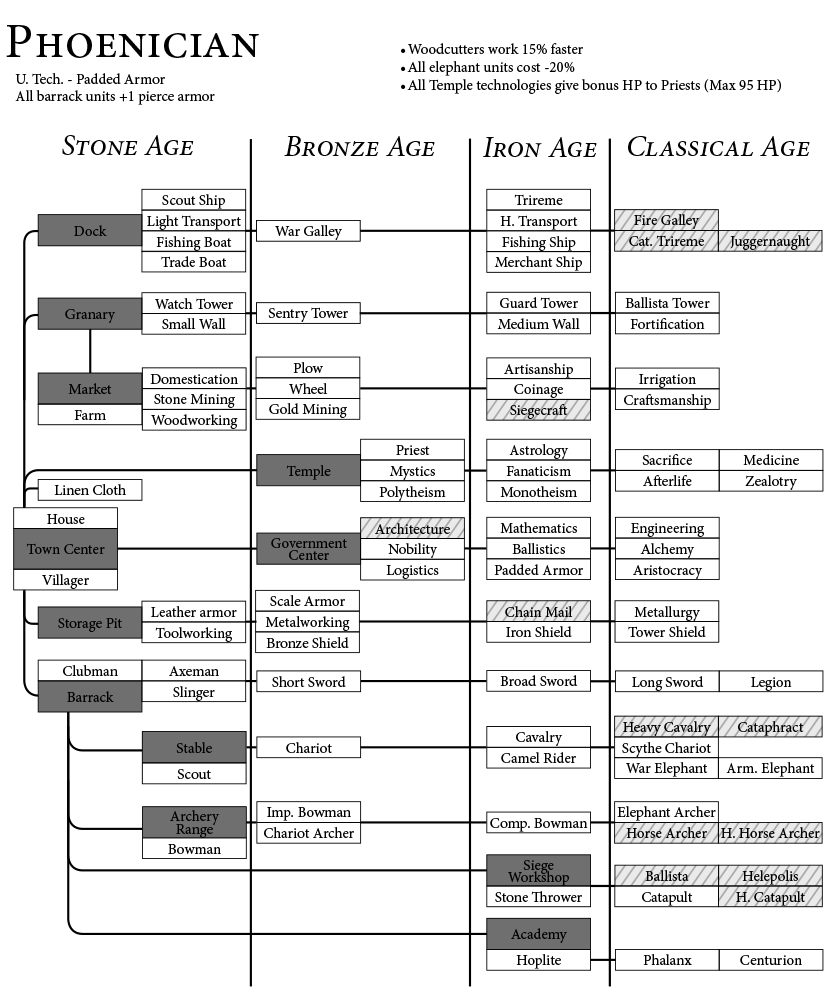 PHOENICIAN
U. Tech. - Padded Armor
All barrack units +1 pierce armor
• Woodcutters work 15% faster
• All elephant units cost -20%
• All Temple technologies give bonus HP to Priests (Max 95 HP)
STONE AGE
BRONZE AGE
IRON AGE
CLASSICAL AGE
Dock
Scout Ship
Light Transport
Fishing Boat
Trade Boat
War Galley
Trireme
H. Transport
Fishing Ship
Merchant Ship
Fire Galley
Cat. Trireme
Juggernaught
Granary
Watch Tower
Small Wall
Sentry Tower
Guard Tower
Medium Wall
Ballista Tower
Fortification
Market
Farm
Domestication
Stone Mining
Woodworking
Plow
Wheel
Gold Mining
Artisanship
Coinage
Siegecraft
Irrigation
Craftsmanship
Temple
Priest
Mystics
Polytheism
Astrology
Fanaticism
Monotheism
Sacrifice
Medicine
Afterlife
Zealotry
Linen Cloth
House
Town Center
Villager
Government
Center
Architecture
Nobility
Logistics
Mathematics
Ballistics
Padded Armor
Engineering
Alchemy
Aristocracy
Storage Pit
Leather armor
Toolworking
Scale Armor
Metalworking
Bronze Shield
Chain Mail
Iron Shield
Metallurgy
Tower Shield
Clubman
Axeman
Barrack
Slinger
Short Sword
Broad Sword
Long Sword
Legion
Stable
Scout
Chariot
Cavalry
Camel Rider
Heavy Cavalry
Cataphract
Scythe Chariot
War Elephant
Arm. Elephant
Archery
Range
Bowman
Imp. Bowman
Chariot Archer
Comp. Bowman
Elephant Archer
Horse Archer
H. Horse Archer
Siege
Workshop
Stone Thrower
Ballista
Helepolis
Catapult
H. Catapult
Academy
Hoplite
Phalanx
Centurion